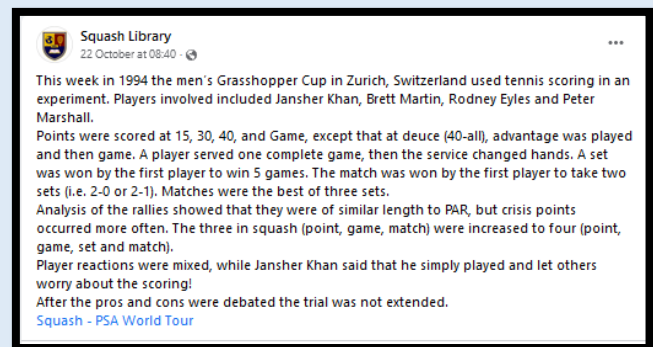 Squash Library
22 October at 08:40 ·
This week in 1994 the men's Grasshopper Cup in Zurich, Switzerland used tennis scoring in an
experiment. Players involved included Jansher Khan, Brett Martin, Rodney Eyles and Peter
Marshall.
Points were scored at 15, 30, 40, and Game, except that at deuce (40-all), advantage was played
and then game. A player served one complete game, then the service changed hands. A set
was won by the first player to win 5 games. The match was won by the first player to take two
sets (i.e. 2-0 or 2-1). Matches were the best of three sets.
Analysis of the rallies showed that they were of similar length to PAR, but crisis points
occurred more often. The three in squash (point, game, match) were increased to four (point,
game, set and match).
Player reactions were mixed, while Jansher Khan said that he simply played and let others
worry about the scoring!
After the pros and cons were debated the trial was not extended.
Squash - PSA World Tour